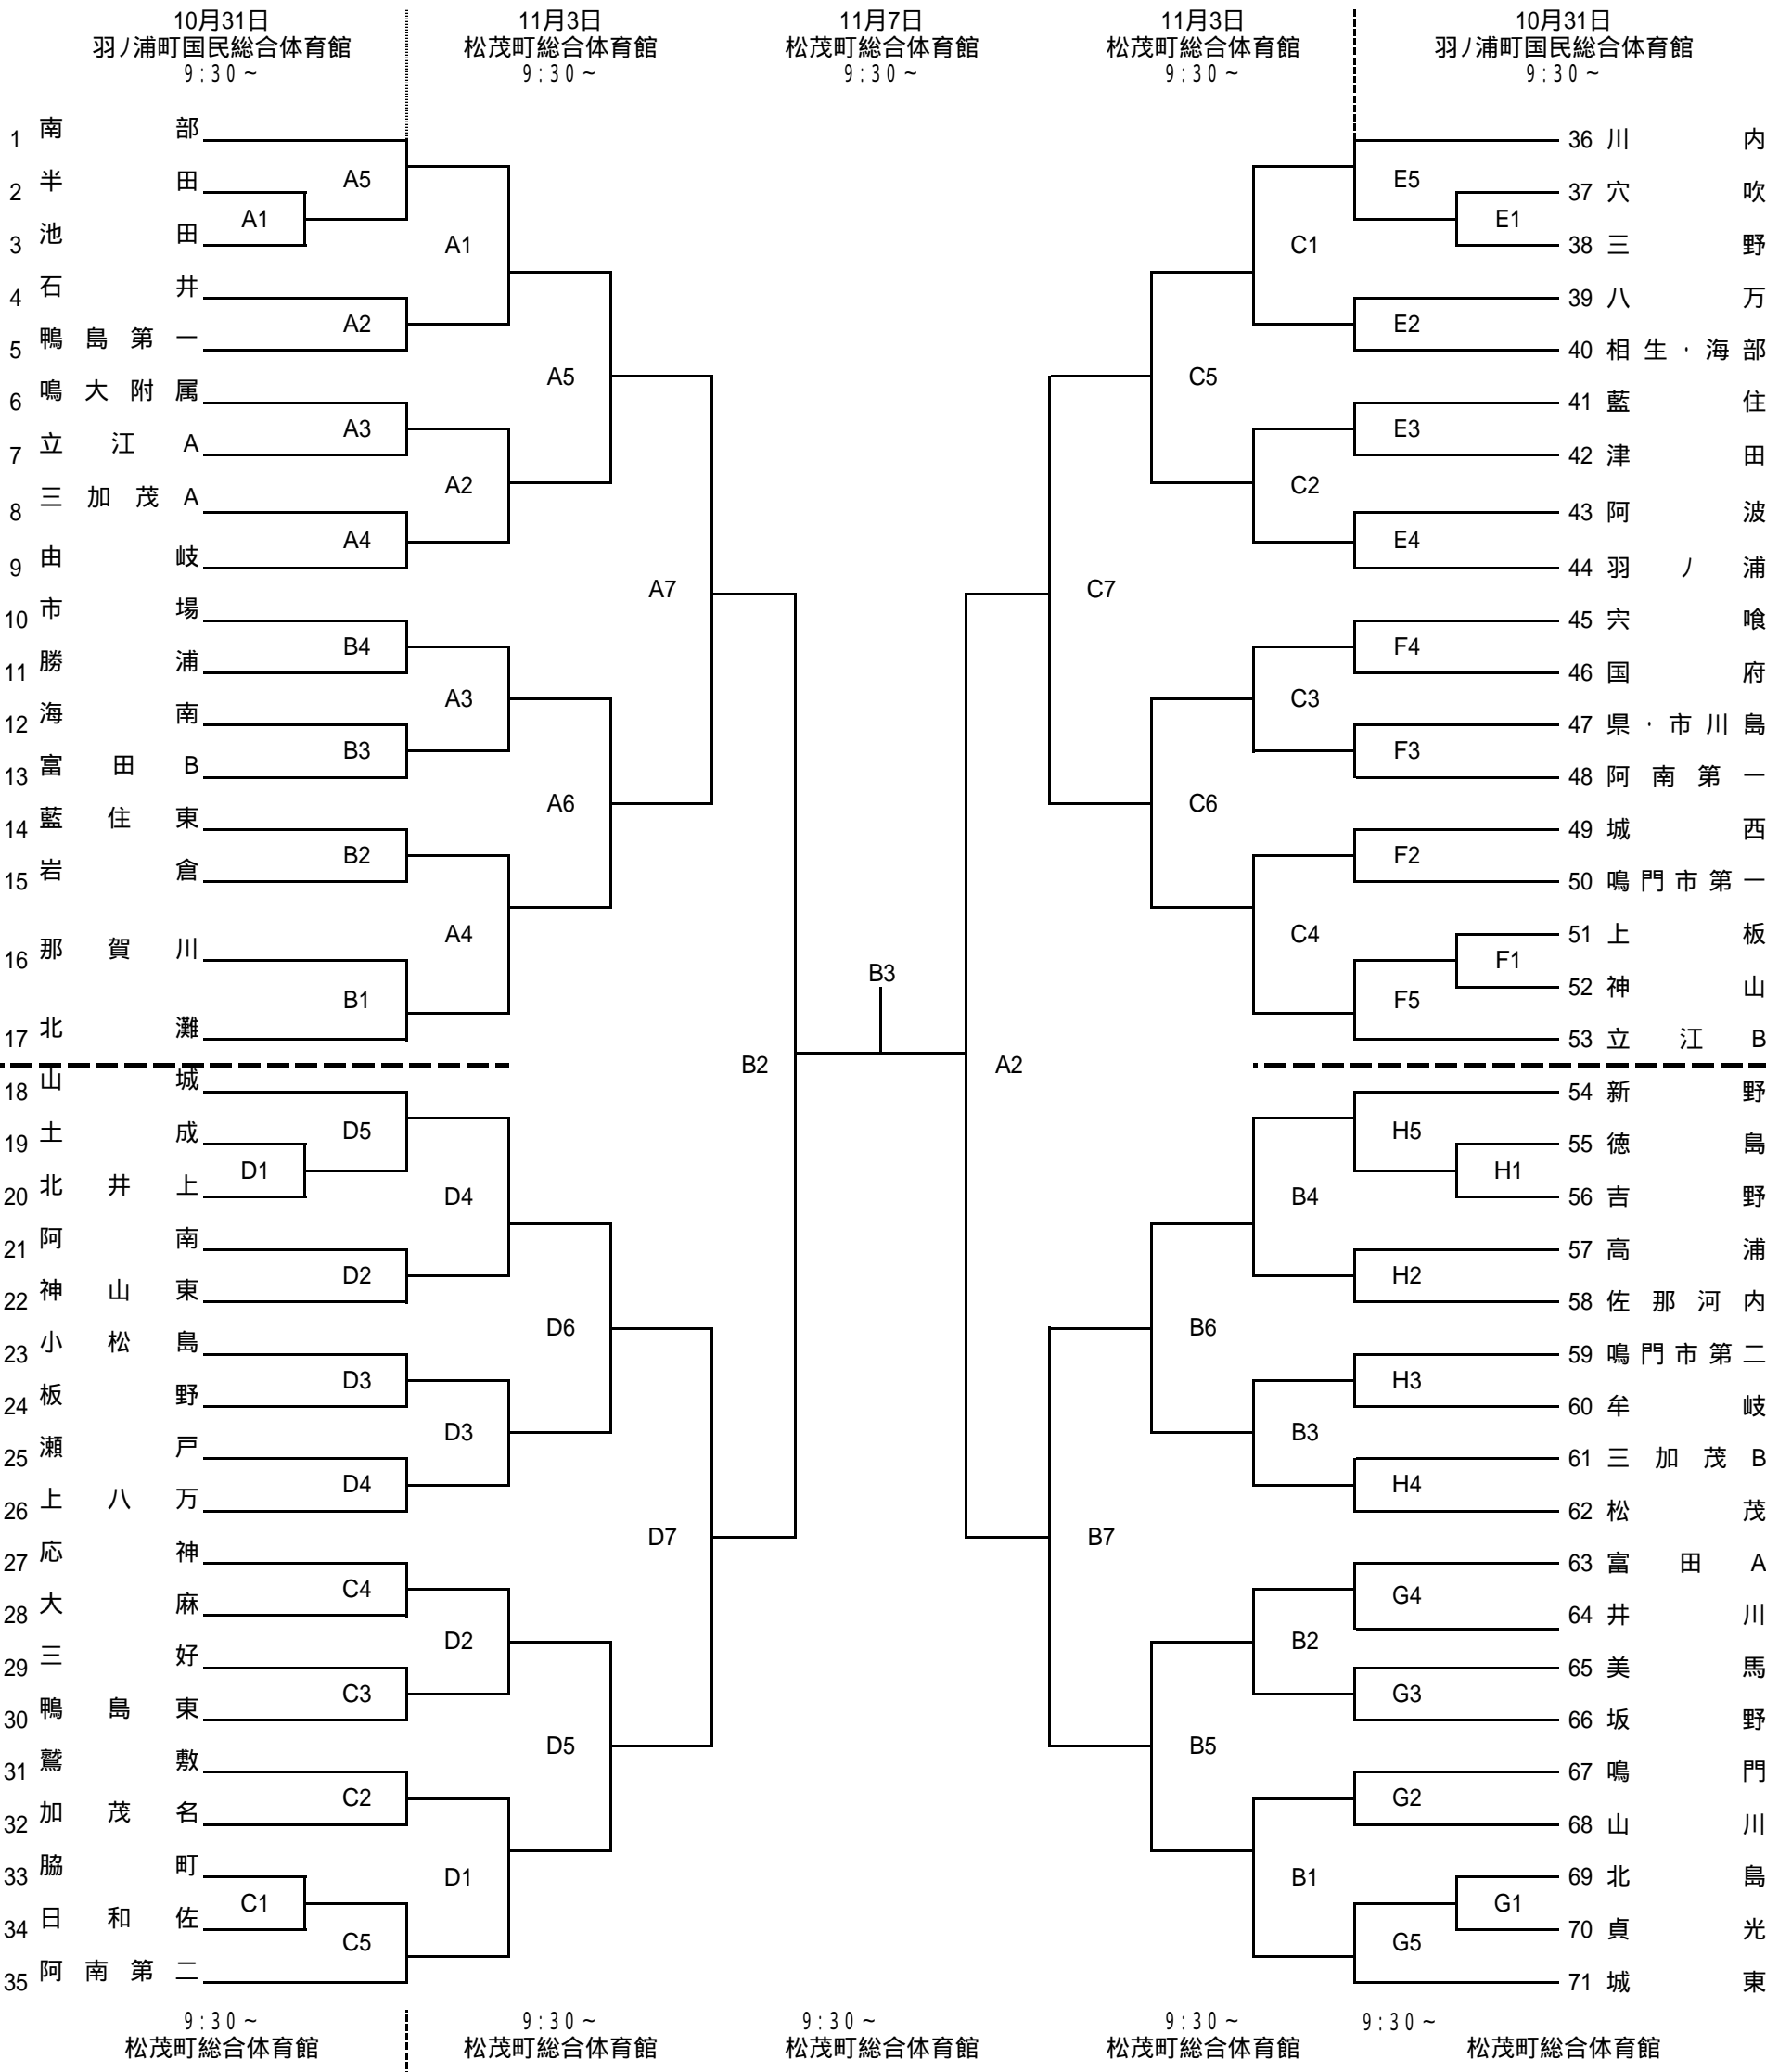 10月31日 11月3日 11月7日 11月3日 10月31日
羽ノ浦町国民総合体育館 松茂町総合体育館 松茂町総合体育館 松茂町総合体育館 羽ノ浦町国民総合体育館
9:30～ 9:30～ 9:30～ 9:30～ 9:30～
1 南部
2 半田
3 池田
4 石井
5 鴨島第一
6 鳴大附属
7 立江A
8 三加茂A
9 由岐
10 市場
11 勝浦
12 海南
13 富田B
14 藍住東
15 岩倉
16 那賀川
17 北灘
18 山城
19 土成
20 北井上
21 阿南
22 神山東
23 小松島
24 板野
25 瀬戸
26 上八万
27 応神
28 大麻
29 三好
30 鴨島東
31 鷲敷
32 加茂名
33 脇町
34 日和佐
35 阿南第二
A5
A1
A2
A3
A4
B4
B3
B2
B1
D5
D1
D2
D3
D4
C4
C3
C2
C1
C5
A1
A2
A3
A4
D4
D3
D2
D1
A5
A6
D6
D5
A7
D7
B2
B3
A2
C7
B7
C5
C6
B6
B5
C1
C2
C3
C4
B4
B3
B2
B1
E5
E1
E2
E3
E4
F4
F3
F2
F1
F5
H5
H1
H2
H3
H4
G4
G3
G2
G1
G5
36 川内
37 穴吹
38 三野
39 八万
40 相生・海部
41 藍住
42 津田
43 阿波
44 羽ノ浦
45 宍喰
46 国府
47 県・市川島
48 阿南第一
49 城西
50 鳴門市第一
51 上板
52 神山
53 立江B
54 新野
55 徳島
56 吉野
57 高浦
58 佐那河内
59 鳴門市第二
60 牟岐
61 三加茂B
62 松茂
63 富田A
64 井川
65 美馬
66 坂野
67 鳴門
68 山川
69 北島
70 貞光
71 城東
9:30～ 9:30～ 9:30～ 9:30～ 9:30～
松茂町総合体育館 松茂町総合体育館 松茂町総合体育館 松茂町総合体育館 松茂町総合体育館